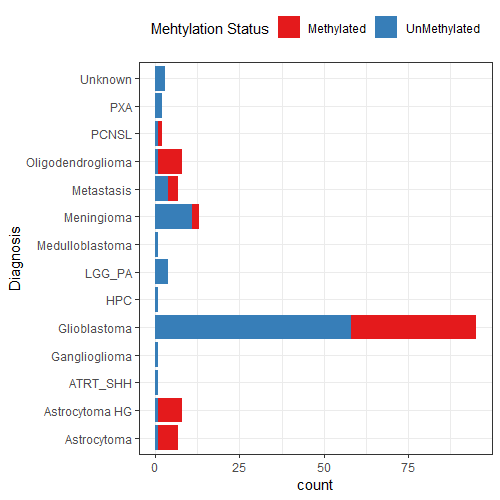 Mehtylation Status Methylated UnMethylated
Unknown
PXA
PCNSL
Oligodendroglioma
Metastasis
Meningioma
Medulloblastoma
LGG_PA
HPC
Glioblastoma
Ganglioglioma
ATRT_SHH
Astrocytoma HG
Astrocytoma
Diagnosis
0 25 50 75
count